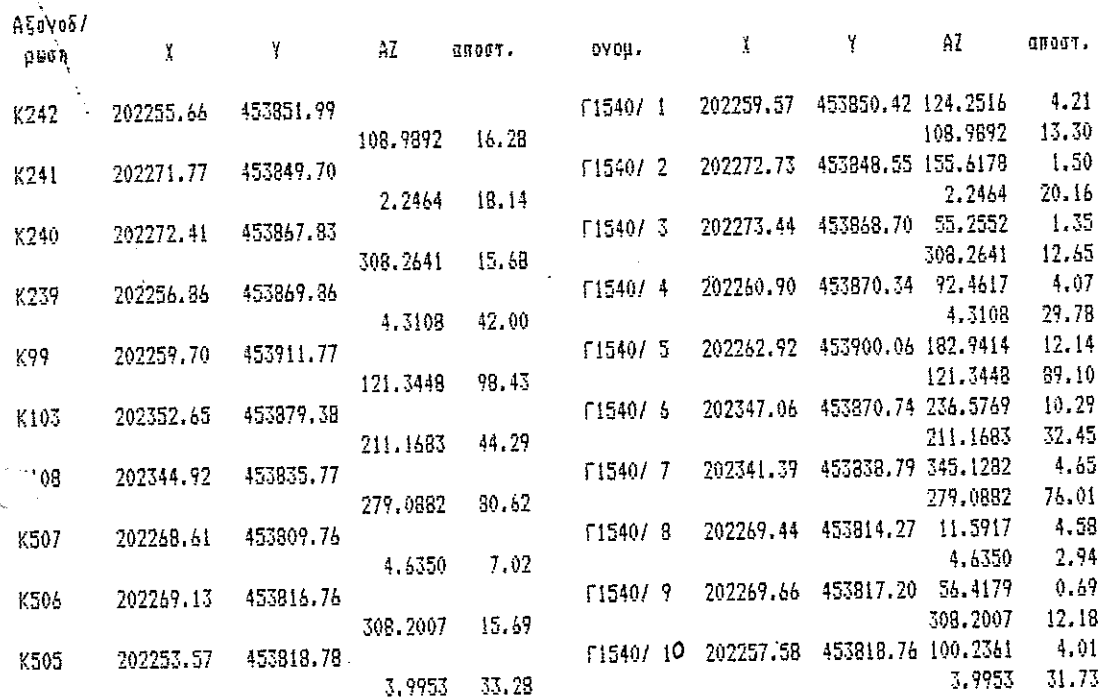 Αξονοδ/
ρωση X Y AZ αποστ. ονομ. X Y AZ αποστ.
K242 202255.66 453851.99 Γ1540/ 1 202259.57 453850.42 124.2516 4.21
108.9892 16.28 108.9892 13.30
K241 202271.77 453849.70 Γ1540/ 2 202272.73 453848.55 155.6178 1.50
2.2464 18.14 2.2464 20.16
K240 202272.41 453867.83 Γ1540/ 3 202273.44 453868.70 55.2552 1.35
308.2641 15.68 308.2641 12.65
K239 202256.86 453869.86 Γ1540/ 4 202260.90 453870.34 92.4617 4.07
4.3108 42.00 4.3108 29.78
K99 202259.70 453911.77 Γ1540/ 5 202262.92 453900.06 182.9414 12.14
121.3448 98.43 121.3448 89.10
K103 202352.65 453879.38 Γ1540/ 6 202347.06 453870.74 236.5769 10.29
211.1683 44.29 211.1683 32.45
08 202344.92 453835.77 Γ1540/ 7 202341.39 453838.79 345.1282 4.65
279.0882 80.62 279.0882 76.01
K507 202268.61 453809.76 Γ1540/ 8 202269.44 453814.27 11.5917 4.58
4.6350 7.02 4.6350 2.94
K506 202269.13 453816.76 Γ1540/ 9 202269.66 453817.20 56.4179 0.69
308.2007 15.69 308.2007 12.18
K505 202253.57 453818.78 Γ1540/ 10 202257.58 453818.76 100.2361 4.01
3.9953 33.28 3.9953 31.73